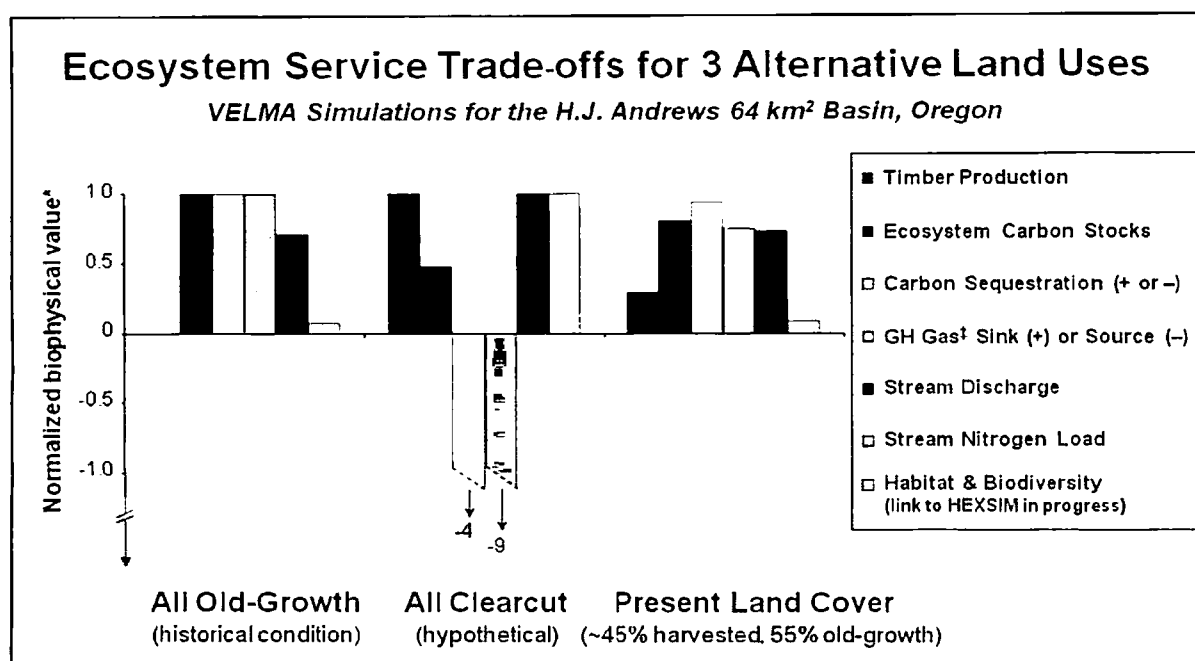 Ecosystem Service Trade-offs for 3 Alternative Land Uses
VELMA Simulations for the H.J. Andrews 64 km² Basin, Oregon
Normalized biophysical value*
1 0
0.5
0
-0.5
-1 0
-4
-9
All Old-Growth
(historical condition)
All Clearcut
(hypothetical)
Present Land Cover
(~45% harvested, 55% old-growth)
Timber Production
Ecosystem Carbon Stocks
Carbon Sequestration (+ or –)
GH Gas‡ Sink (+) or Source (–)
Stream Discharge
Stream Nitrogen Load
Habitat & Biodiversity
(link to HEXSIM in progress)